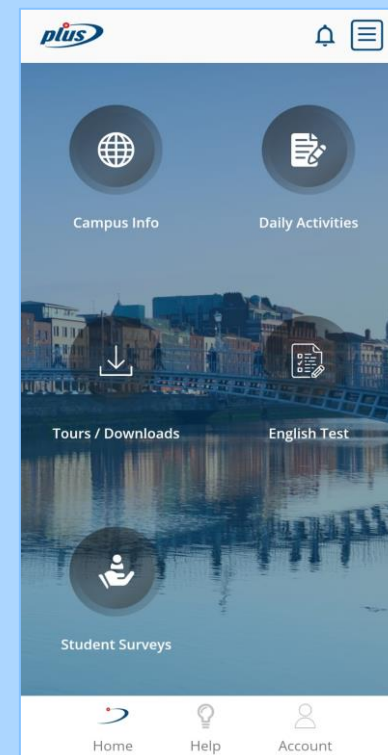 plus
Campus Info
Daily Activities
Tours / Downloads
English Test
Student Surveys
Home
Help
Account